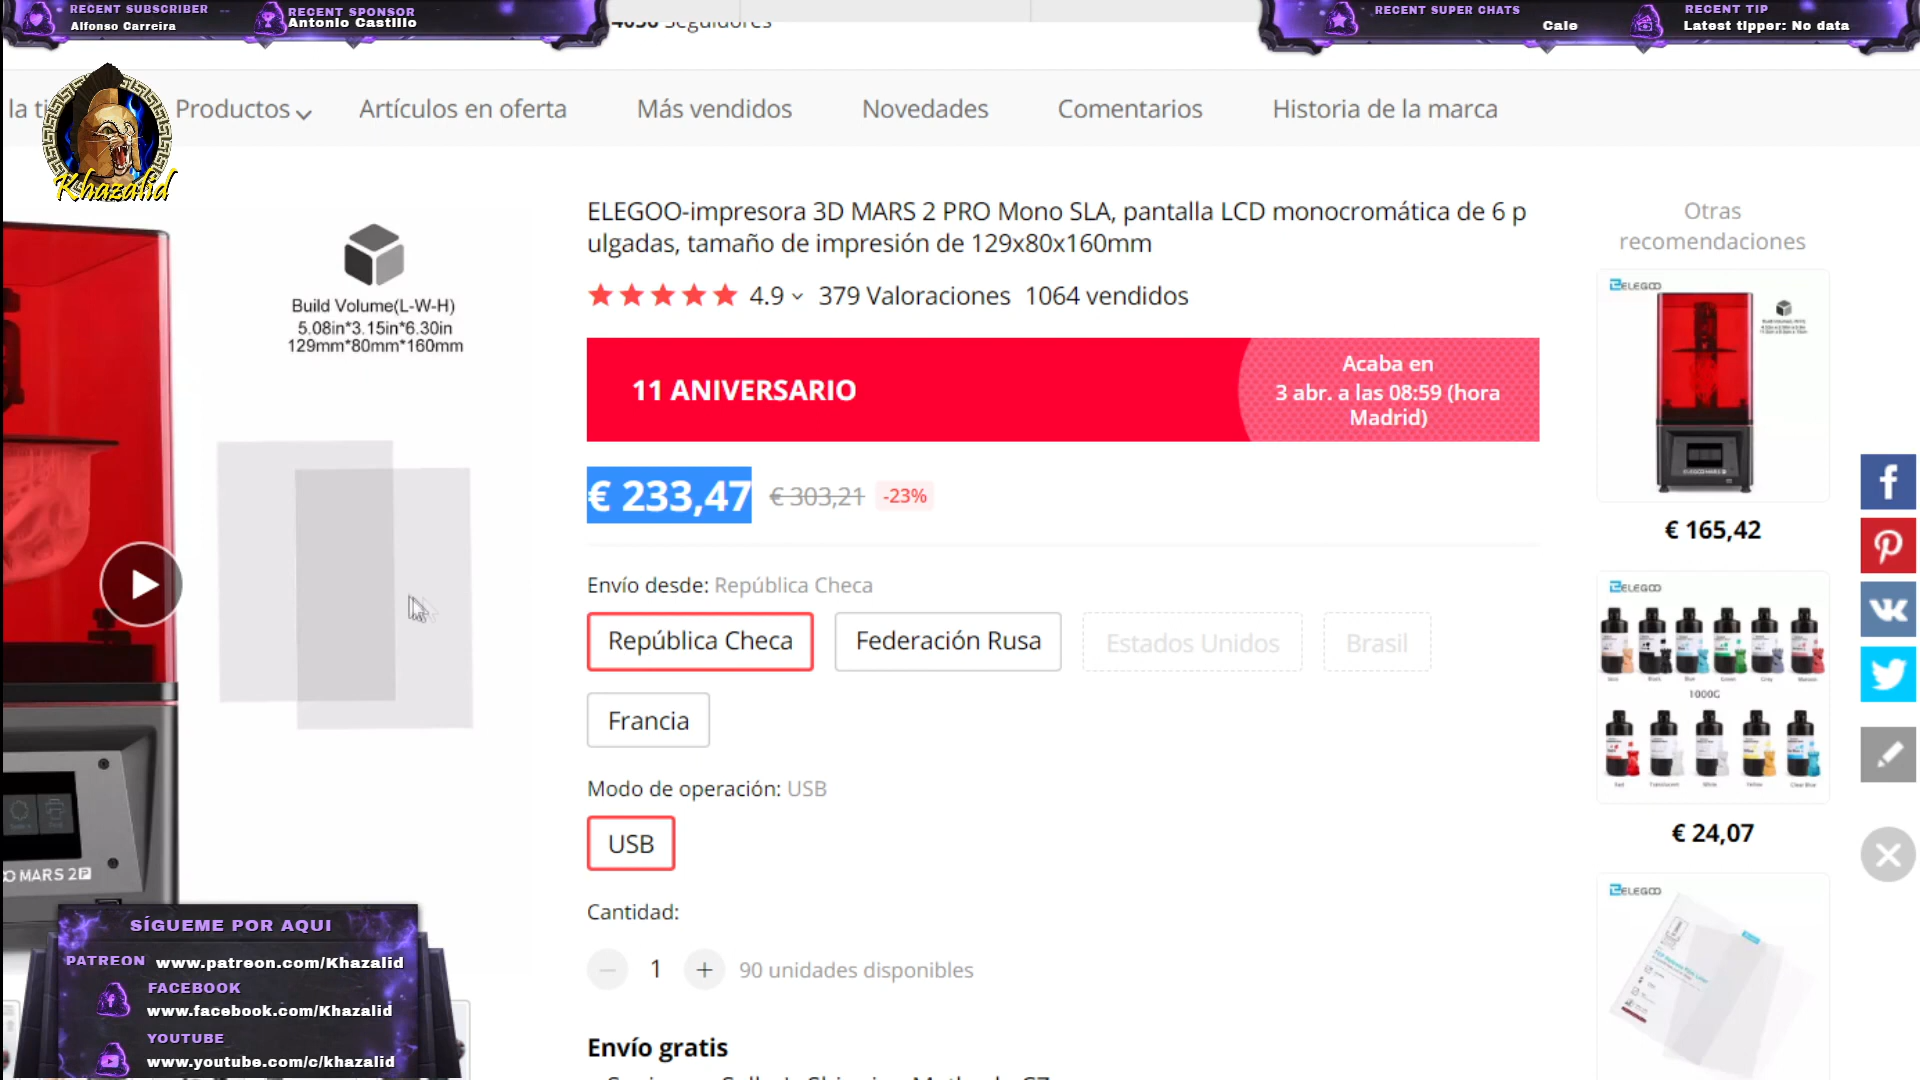 RECENT SUBSCRIBER
Alfonso Carreira
RECENT SPONSOR
Antonio Castillo
4056 Seguidores
RECENT SUPER CHATS
Cale
RECENT TIP
Latest tipper: No data
la ti
Productos
Artículos en oferta
Más vendidos
Novedades
Comentarios
Historia de la marca
Khazalid
Build Volume(L-W-H)
5.08in*3.15in*6.30in
129mm*80mm*160mm
ELEGOO-impresora 3D MARS 2 PRO Mono SLA, pantalla LCD monocromática de 6 p
ulgadas, tamaño de impresión de 129x80x160mm
4.9 379 Valoraciones 1064 vendidos
11 ANIVERSARIO
Acaba en
3 abr. a las 08:59 (hora
Madrid)
€ 233,47 € 303,21 -23%
Envío desde: República Checa
República Checa
Federación Rusa
Estados Unidos
Brasil
Francia
Modo de operación: USB
USB
Cantidad:
1
90 unidades disponibles
Envío gratis
Otras
recomendaciones
ELEGOO
€ 165,42
ELEGOO
1000G
€ 24,07
ELEGOO
O MARS 2P
SÍGUEME POR AQUI
PATREON www.patreon.com/Khazalid
FACEBOOK
www.facebook.com/Khazalid
YOUTUBE
www.youtube.com/c/khazalid